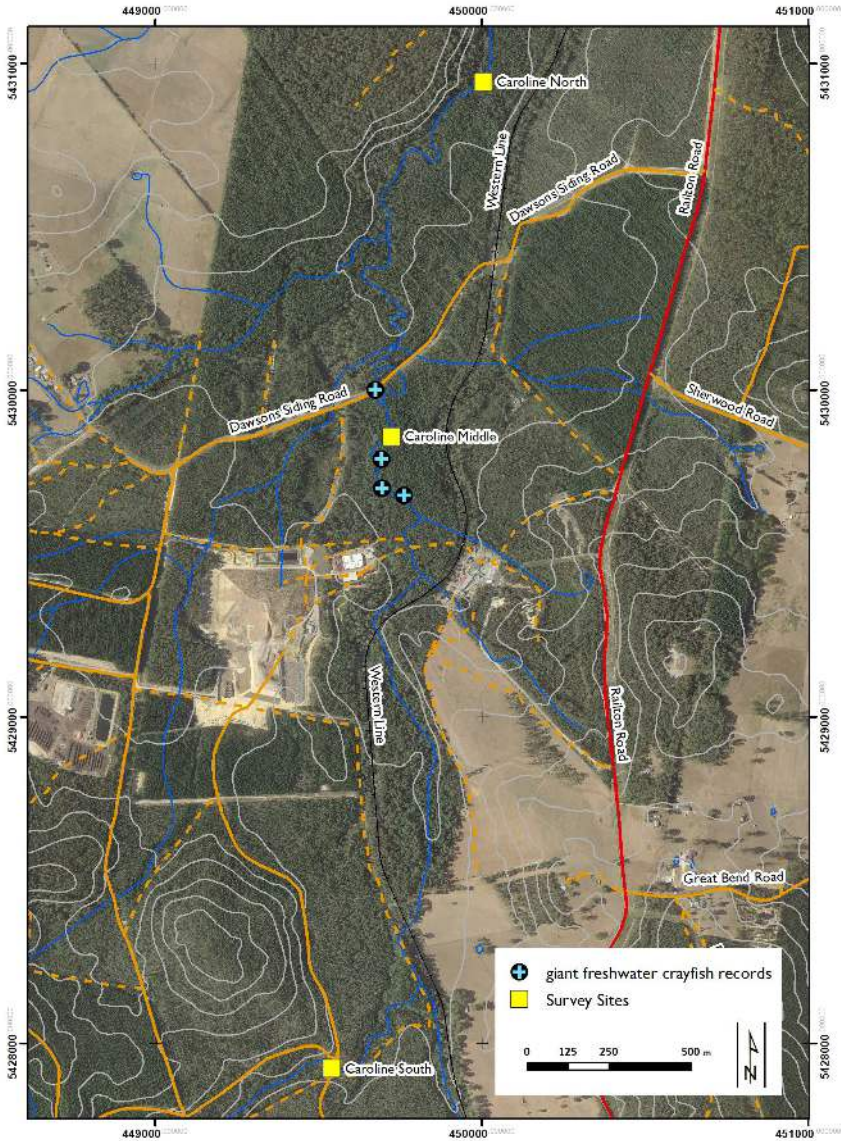 449000
450000
451000
5431000
5431000
Caroline North
Western Line
Dawsons Siding Road
Railton Road
5430000
5430000
Dawsons Siding Road
Sherwood Road
Caroline Middle
5429000
5429000
Western Line
Railton Road
Great Bend Road
giant freshwater crayfish records
Survey Sites
0 125 250 500 m
N
5428000
5428000
Caroline South
449000
450000
451000